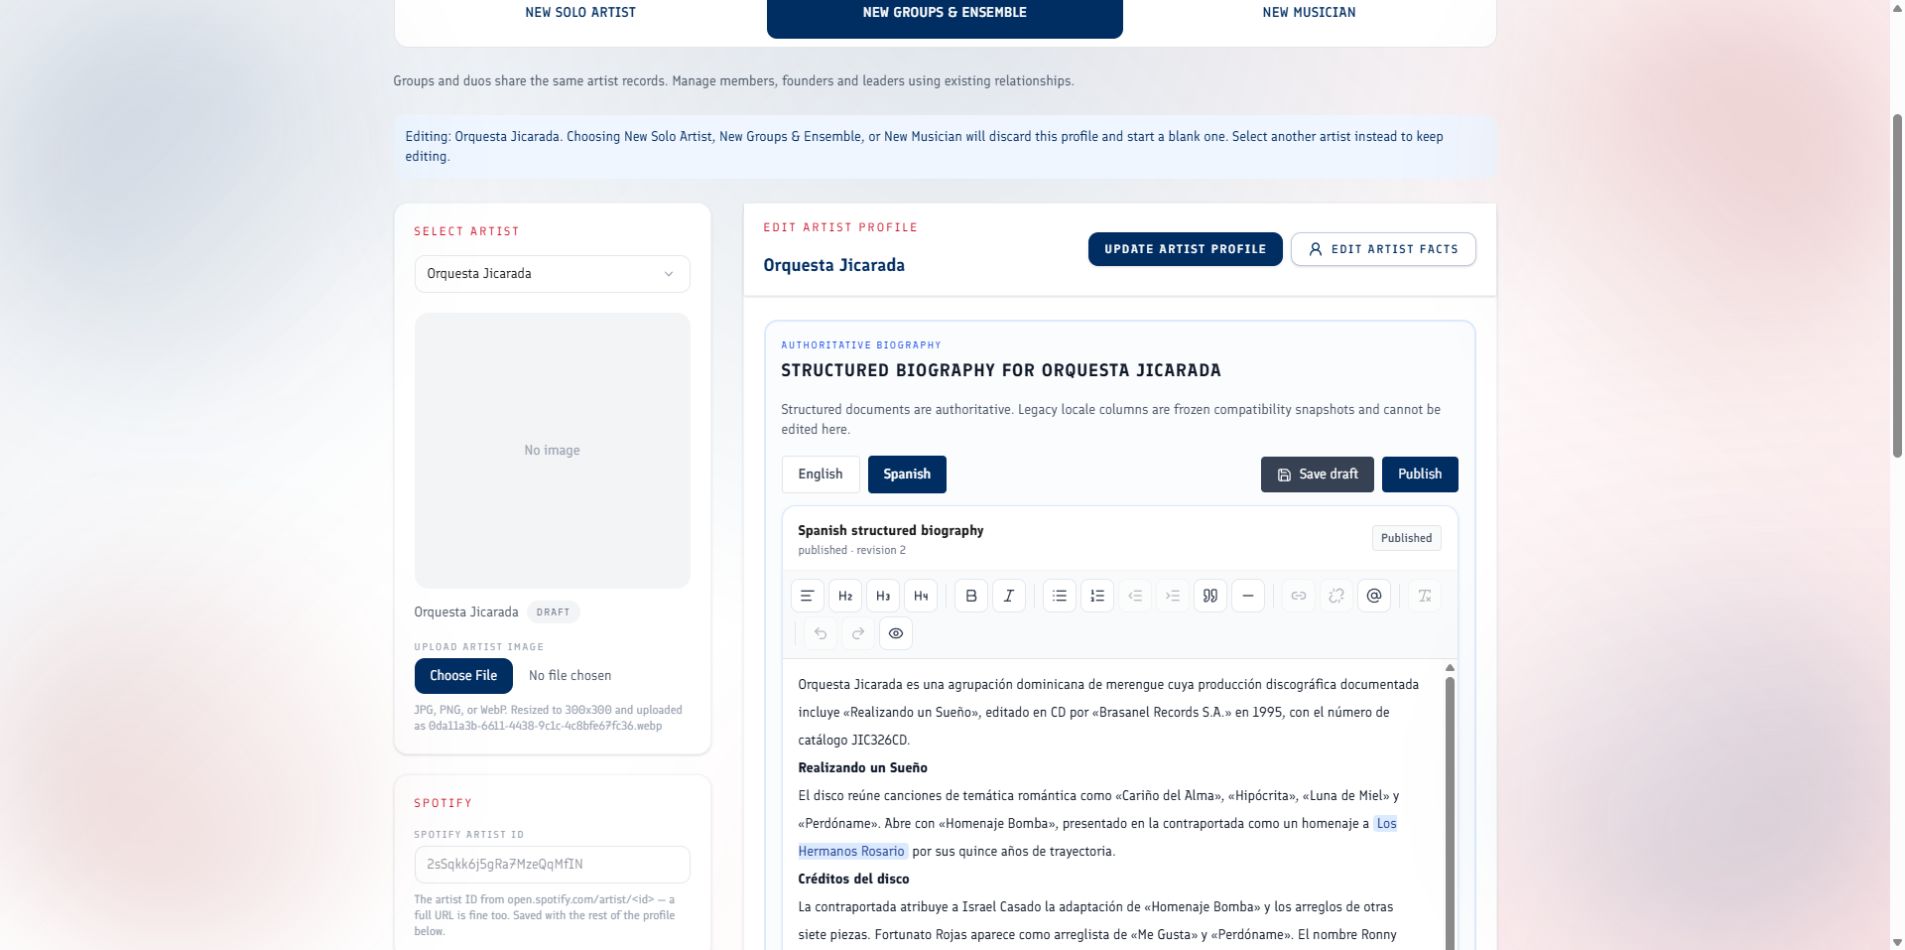 NEW SOLO ARTIST
NEW GROUPS & ENSEMBLE
NEW MUSICIAN
Groups and duos share the same artist records. Manage members, founders and leaders using existing relationships.
Editing: Orquesta Jicarada. Choosing New Solo Artist, New Groups & Ensemble, or New Musician will discard this profile and start a blank one. Select another artist instead to keep
editing.
SELECT ARTIST
Orquesta Jicarada
No image
Orquesta Jicarada DRAFT
UPLOAD ARTIST IMAGE
Choose File No file chosen
JPG, PNG, or WebP. Resized to 300x300 and uploaded
as 0da11a3b-6611-4438-9c1c-4c8bfe67fc36.webp
SPOTIFY
SPOTIFY ARTIST ID
2sSqkk6j5gRa7MzeQqMfIN
The artist ID from open.spotify.com/artist/<id> — a
full URL is fine too. Saved with the rest of the profile
below.
EDIT ARTIST PROFILE
Orquesta Jicarada
UPDATE ARTIST PROFILE
EDIT ARTIST FACTS
AUTHORITATIVE BIOGRAPHY
STRUCTURED BIOGRAPHY FOR ORQUESTA JICARADA
Structured documents are authoritative. Legacy locale columns are frozen compatibility snapshots and cannot be
edited here.
English Spanish Save draft Publish
Spanish structured biography
published · revision 2
Published
H2 H3 H4 B I
Orquesta Jicarada es una agrupación dominicana de merengue cuya producción discográfica documentada
incluye «Realizando un Sueño», editado en CD por «Brasanel Records S.A.» en 1995, con el número de
catálogo JIC326CD.
Realizando un Sueño
El disco reúne canciones de temática romántica como «Cariño del Alma», «Hipócrita», «Luna de Miel» y
«Perdóname». Abre con «Homenaje Bomba», presentado en la contraportada como un homenaje a Los
Hermanos Rosario por sus quince años de trayectoria.
Créditos del disco
La contraportada atribuye a Israel Casado la adaptación de «Homenaje Bomba» y los arreglos de otras
siete piezas. Fortunato Rojas aparece como arreglista de «Me Gusta» y «Perdóname». El nombre Ronny